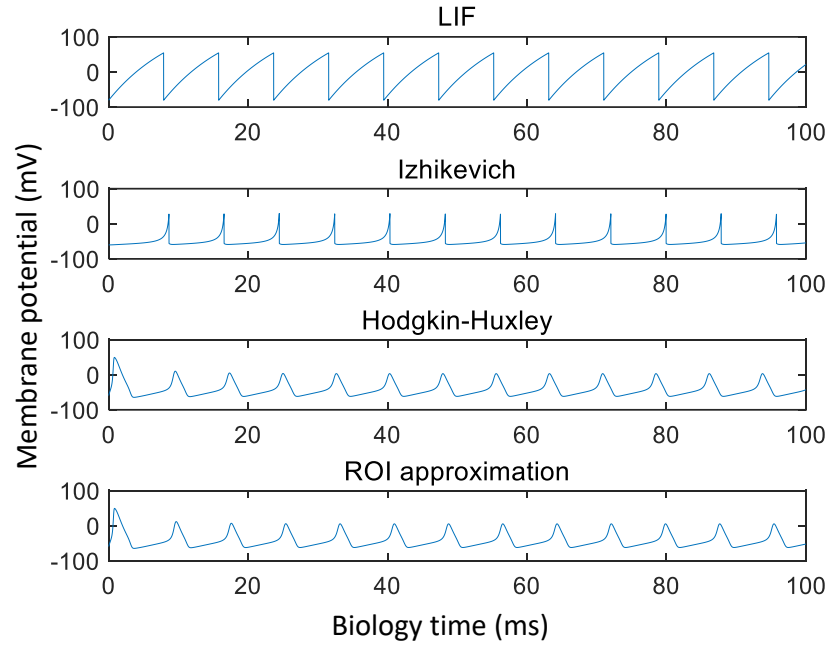 LIF
100
0
-100
0 20 40 60 80 100
Izhikevich
100
0
-100
0 20 40 60 80 100
Hodgkin-Huxley
100
0
-100
0 20 40 60 80 100
ROI approximation
100
0
-100
0 20 40 60 80 100
Membrane potential (mV)
Biology time (ms)